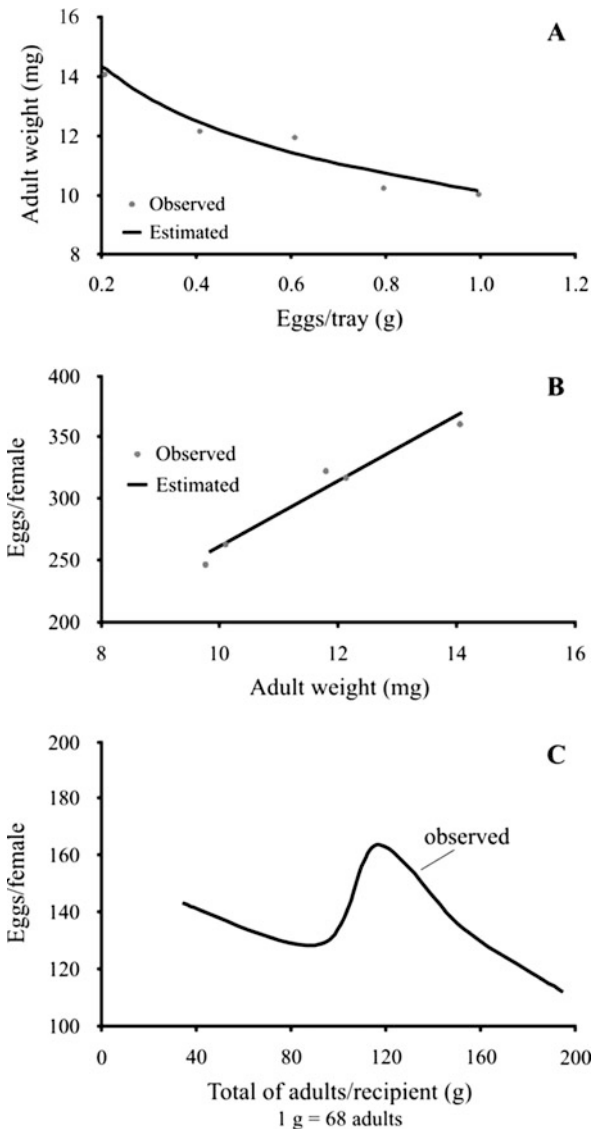 A
Adult weight (mg)
16
14
12
10
8
Observed
Estimated
0.2 0.4 0.6 0.8 1.0 1.2
Eggs/tray (g)
B
Eggs/female
400
350
300
250
200
Observed
Estimated
8 10 12 14 16
Adult weight (mg)
C
Eggs/female
200
180
160
140
120
100
observed
0 40 80 120 160 200
Total of adults/recipient (g)
1 g = 68 adults